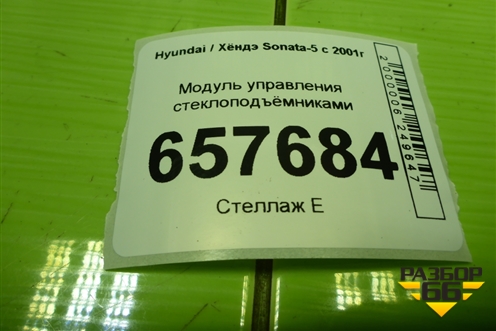 Hyundai / Хёндэ Sonata-5 с 2001г
Модуль управления
стеклоподъёмниками
657684
Стеллаж Е
2000006249647
РАЗБОР
66